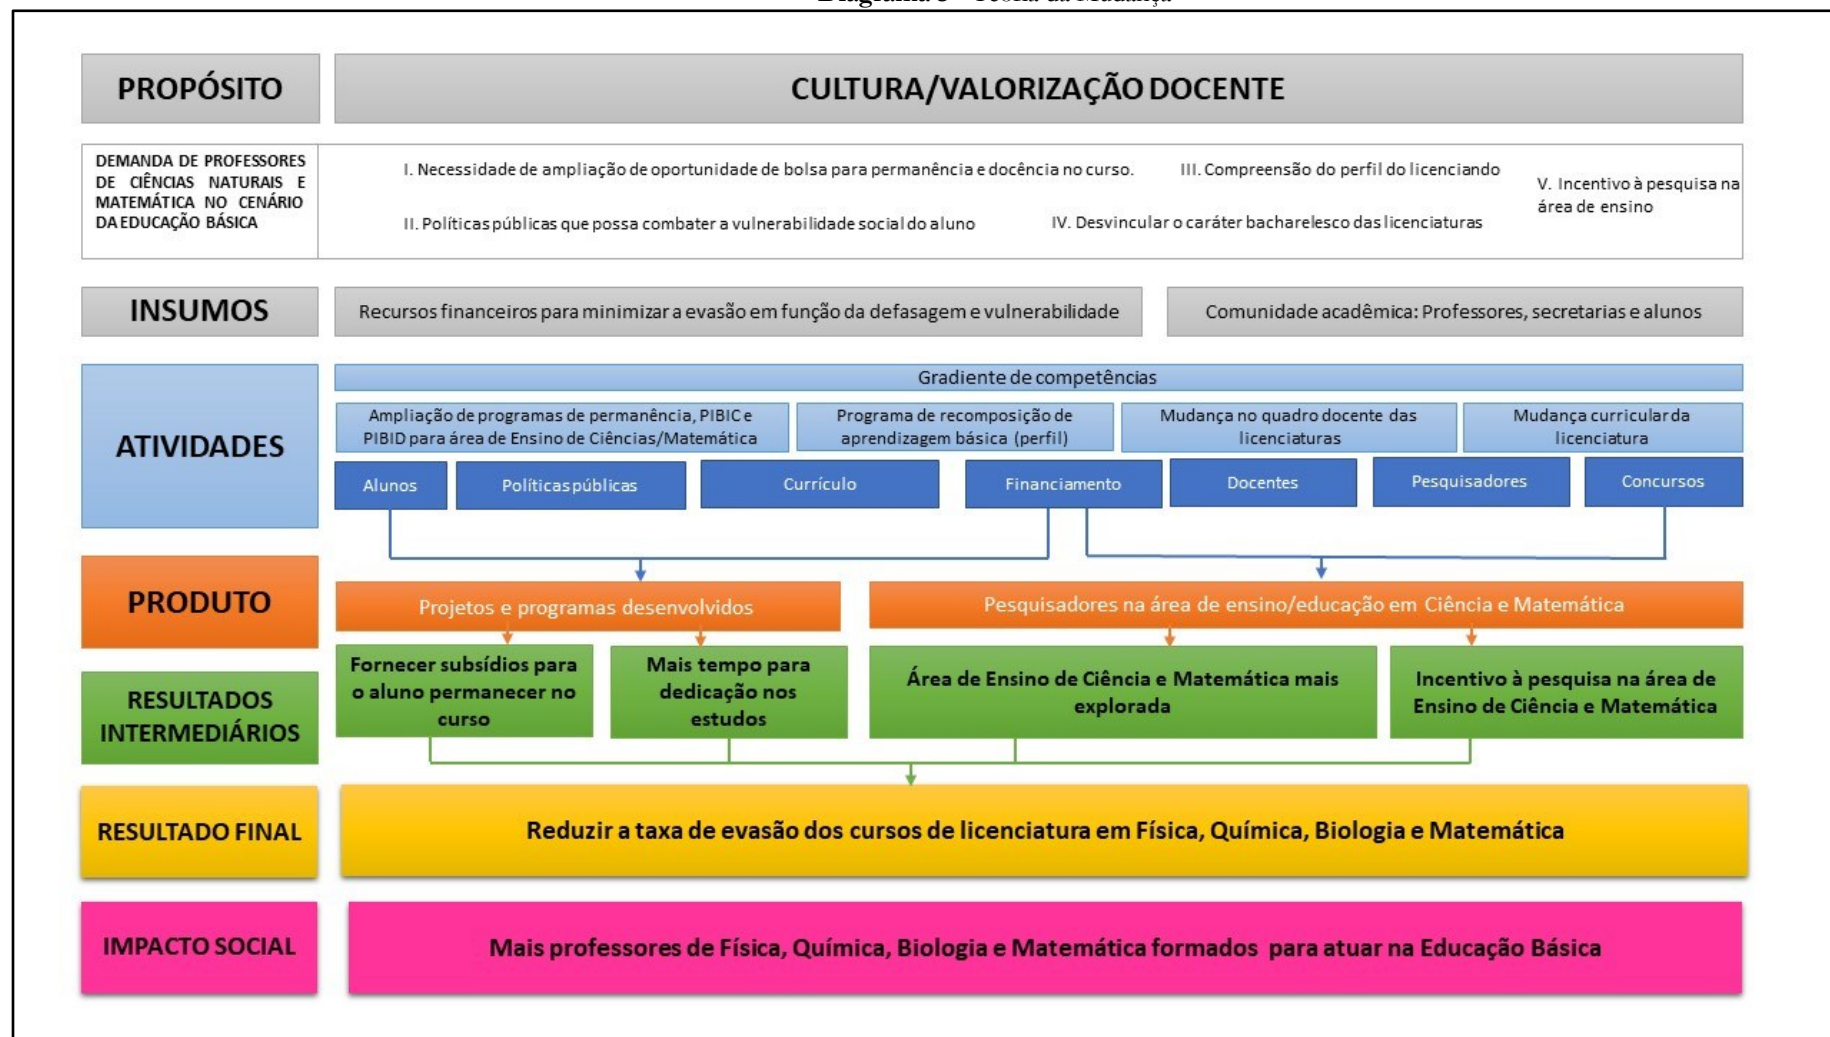 PROPÓSITO
CULTURA/VALORIZAÇÃO DOCENTE
DEMANDA DE PROFESSORES
DE CIÊNCIAS NATURAIS E
MATEMÁTICA NO CENÁRIO
DA EDUCAÇÃO BÁSICA
I. Necessidade de ampliação de oportunidade de bolsa para permanência e docência no curso.
III. Compreensão do perfil do licenciando
V. Incentivo à pesquisa na
área de ensino
II. Políticas públicas que possa combater a vulnerabilidade social do aluno
IV. Desvincular o caráter bacharelesco das licenciaturas
INSUMOS
Recursos financeiros para minimizar a evasão em função da defasagem e vulnerabilidade
Comunidade acadêmica: Professores, secretarias e alunos
ATIVIDADES
Gradiente de competências
Ampliação de programas de permanência, PIBIC e
PIBID para área de Ensino de Ciências/Matemática
Programa de recomposição de
aprendizagem básica (perfil)
Mudança no quadro docente das
licenciaturas
Mudança curricular da
licenciatura
Alunos
Políticas públicas
Currículo
Financiamento
Docentes
Pesquisadores
Concursos
PRODUTO
Projetos e programas desenvolvidos
Pesquisadores na área de ensino/educação em Ciência e Matemática
RESULTADOS
INTERMEDIÁRIOS
Fornecer subsídios para
o aluno permanecer no
curso
Mais tempo para
dedicação nos
estudos
Área de Ensino de Ciência e Matemática mais
explorada
Incentivo à pesquisa na área de
Ensino de Ciência e Matemática
RESULTADO FINAL
Reduzir a taxa de evasão dos cursos de licenciatura em Física, Química, Biologia e Matemática
IMPACTO SOCIAL
Mais professores de Física, Química, Biologia e Matemática formados para atuar na Educação Básica